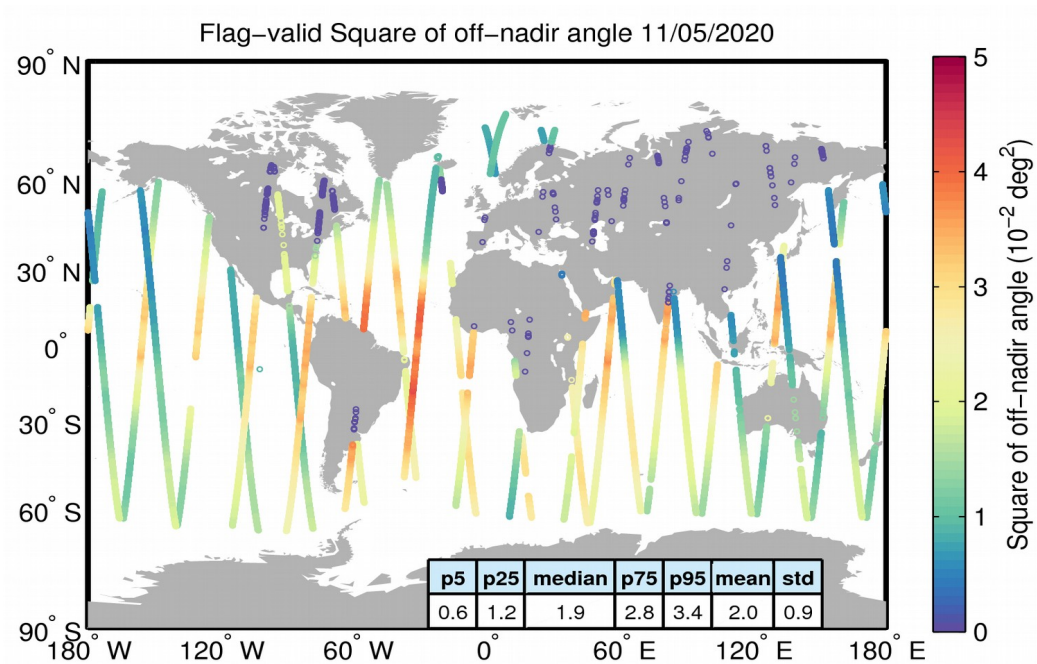 Flag−valid Square of off−nadir angle 11/05/2020
90° N
60° N
30° N
0°
30° S
60° S
90° S
180° W
120° W
60° W
0°
60° E
120° E
180° E
p5 p25 median p75 p95 mean std
0.6 1.2 1.9 2.8 3.4 2.0 0.9
5
4
3
2
1
0
Square of off−nadir angle (10⁻² deg²)